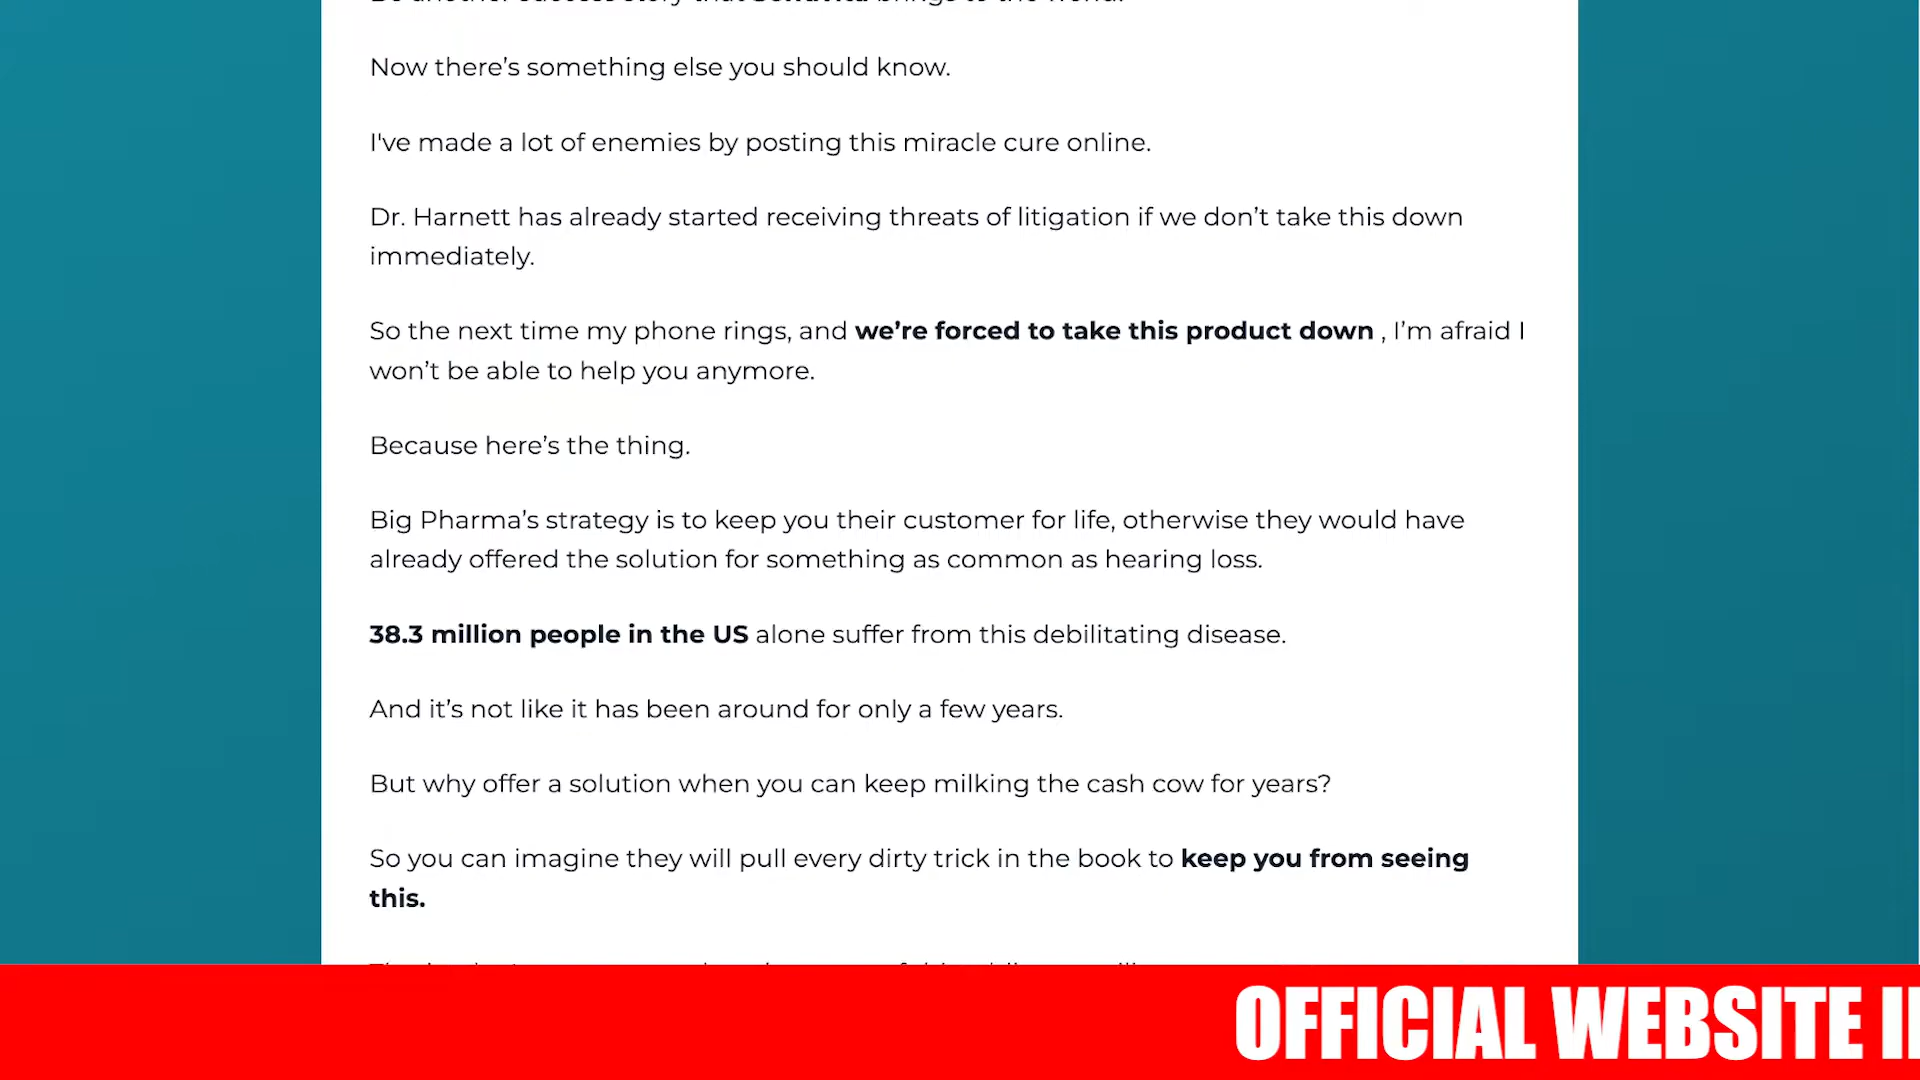 Now there’s something else you should know.
I've made a lot of enemies by posting this miracle cure online.
Dr. Harnett has already started receiving threats of litigation if we don’t take this down
immediately.
So the next time my phone rings, and we’re forced to take this product down , I’m afraid I
won’t be able to help you anymore.
Because here’s the thing.
Big Pharma’s strategy is to keep you their customer for life, otherwise they would have
already offered the solution for something as common as hearing loss.
38.3 million people in the US alone suffer from this debilitating disease.
And it’s not like it has been around for only a few years.
But why offer a solution when you can keep milking the cash cow for years?
So you can imagine they will pull every dirty trick in the book to keep you from seeing
this.
OFFICIAL WEBSITE